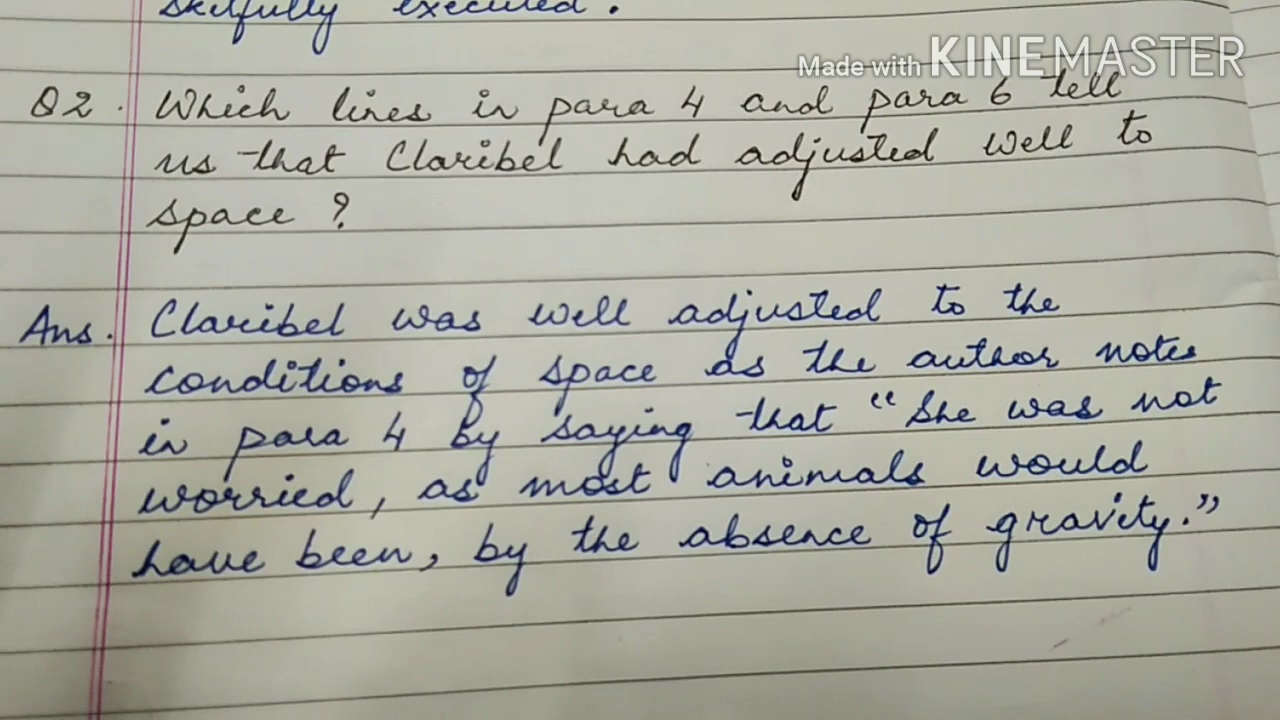 skilfully executed.
Made with KINEMASTER
Q2. Which lines in para 4 and para 6 tell
us that Claribel had adjusted well to
space ?
Ans. Claribel was well adjusted to the
conditions of space as the author notes
in para 4 by saying that "She was not
worried, as most animals would
have been, by the absence of gravity."